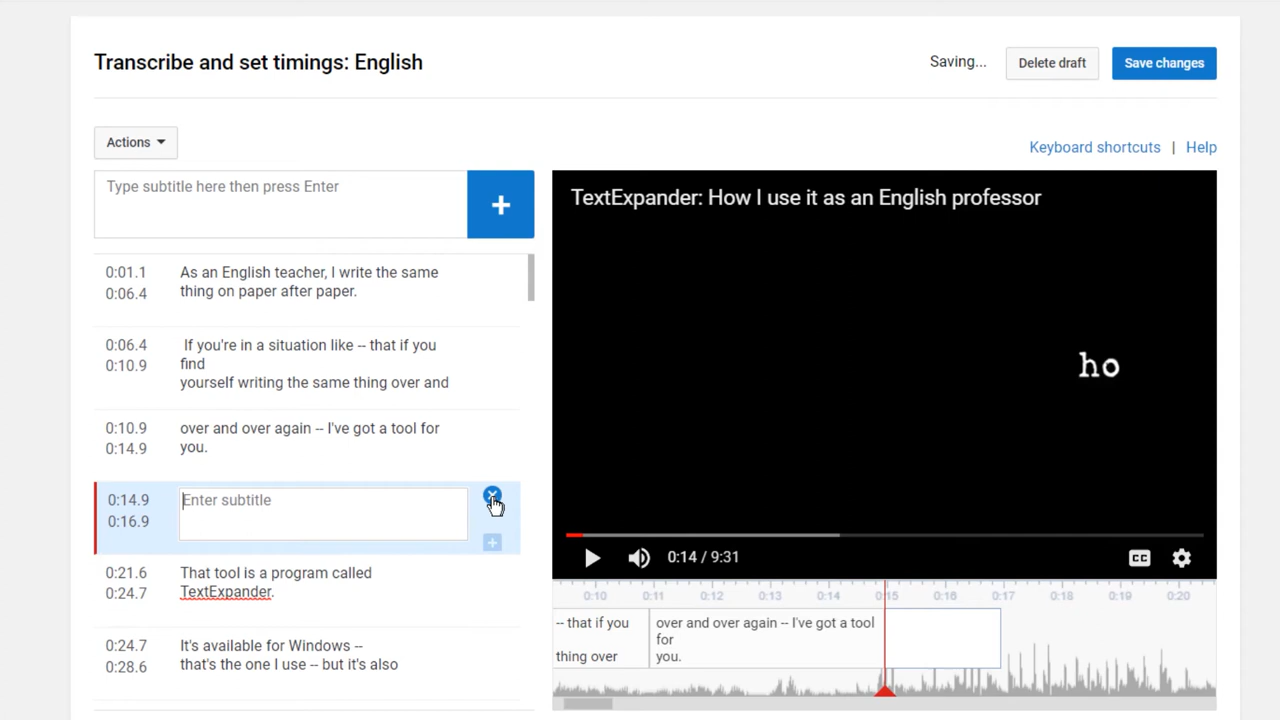 Transcribe and set timings: English
Saving...
Delete draft
Save changes
Actions
Keyboard shortcuts | Help
Type subtitle here then press Enter
+
0:01.1
0:06.4
As an English teacher, I write the same
thing on paper after paper.
0:06.4
0:10.9
If you're in a situation like -- that if you
find
yourself writing the same thing over and
0:10.9
0:14.9
over and over again -- I've got a tool for
you.
0:14.9
0:16.9
Enter subtitle
0:21.6
0:24.7
That tool is a program called
TextExpander.
0:24.7
0:28.6
It's available for Windows --
that's the one I use -- but it's also
TextExpander: How I use it as an English professor
ho
0:14 / 9:31
CC
0:10 0:11 0:12 0:13 0:14 0:15 0:16 0:17 0:18 0:19 0:20
-- that if you
thing over
over and over again -- I've got a tool
for
you.